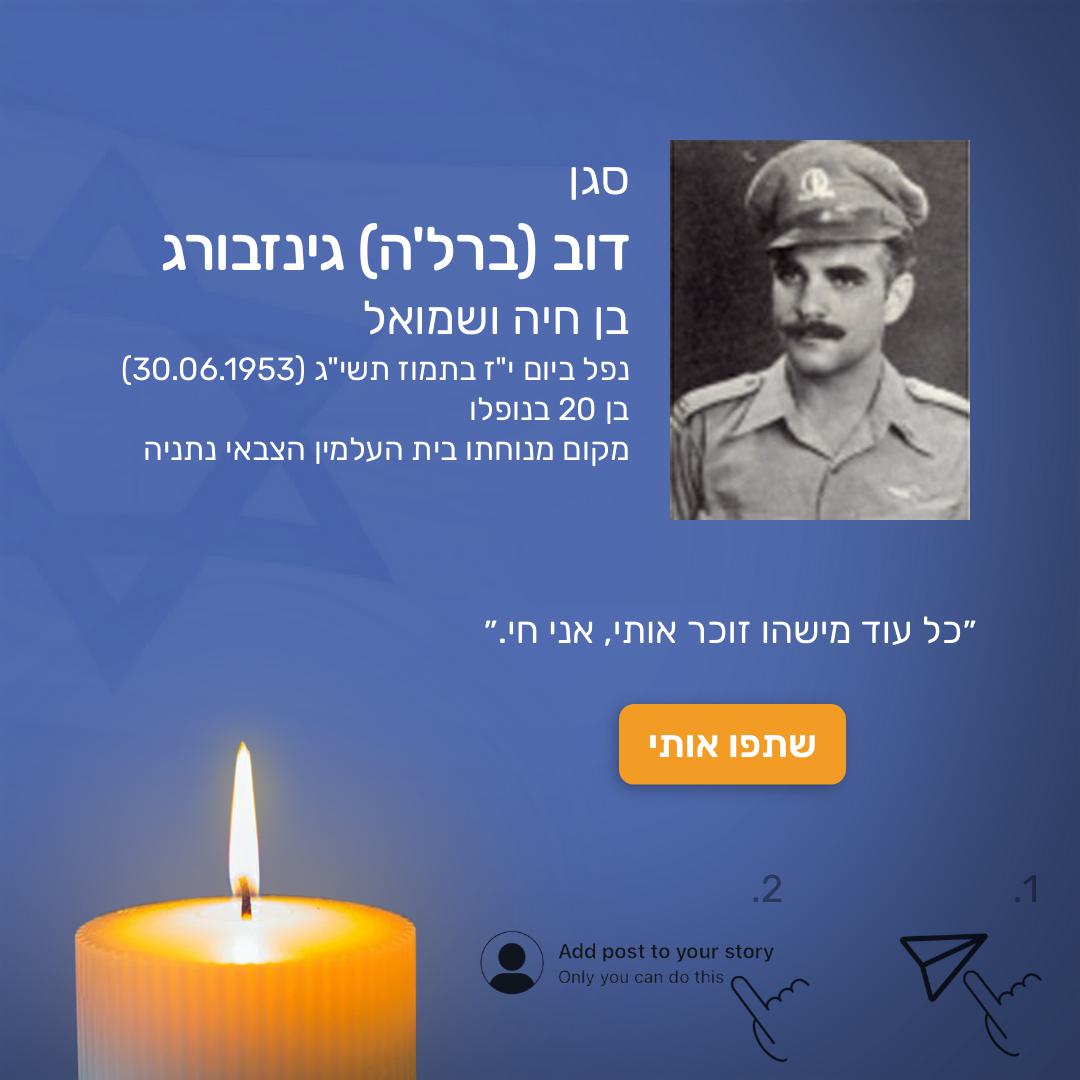 סגן
דוב (ברל'ה) גינזבורג
בן חיה ושמואל
נפל ביום י"ז בתמוז תשי"ג (30.06.1953)
בן 20 בנופלו
מקום מנוחתו בית העלמין הצבאי נתניה
״כל עוד מישהו זוכר אותי, אני חי.״
שתפו אותי
1.
2.
Add post to your story
Only you can do this